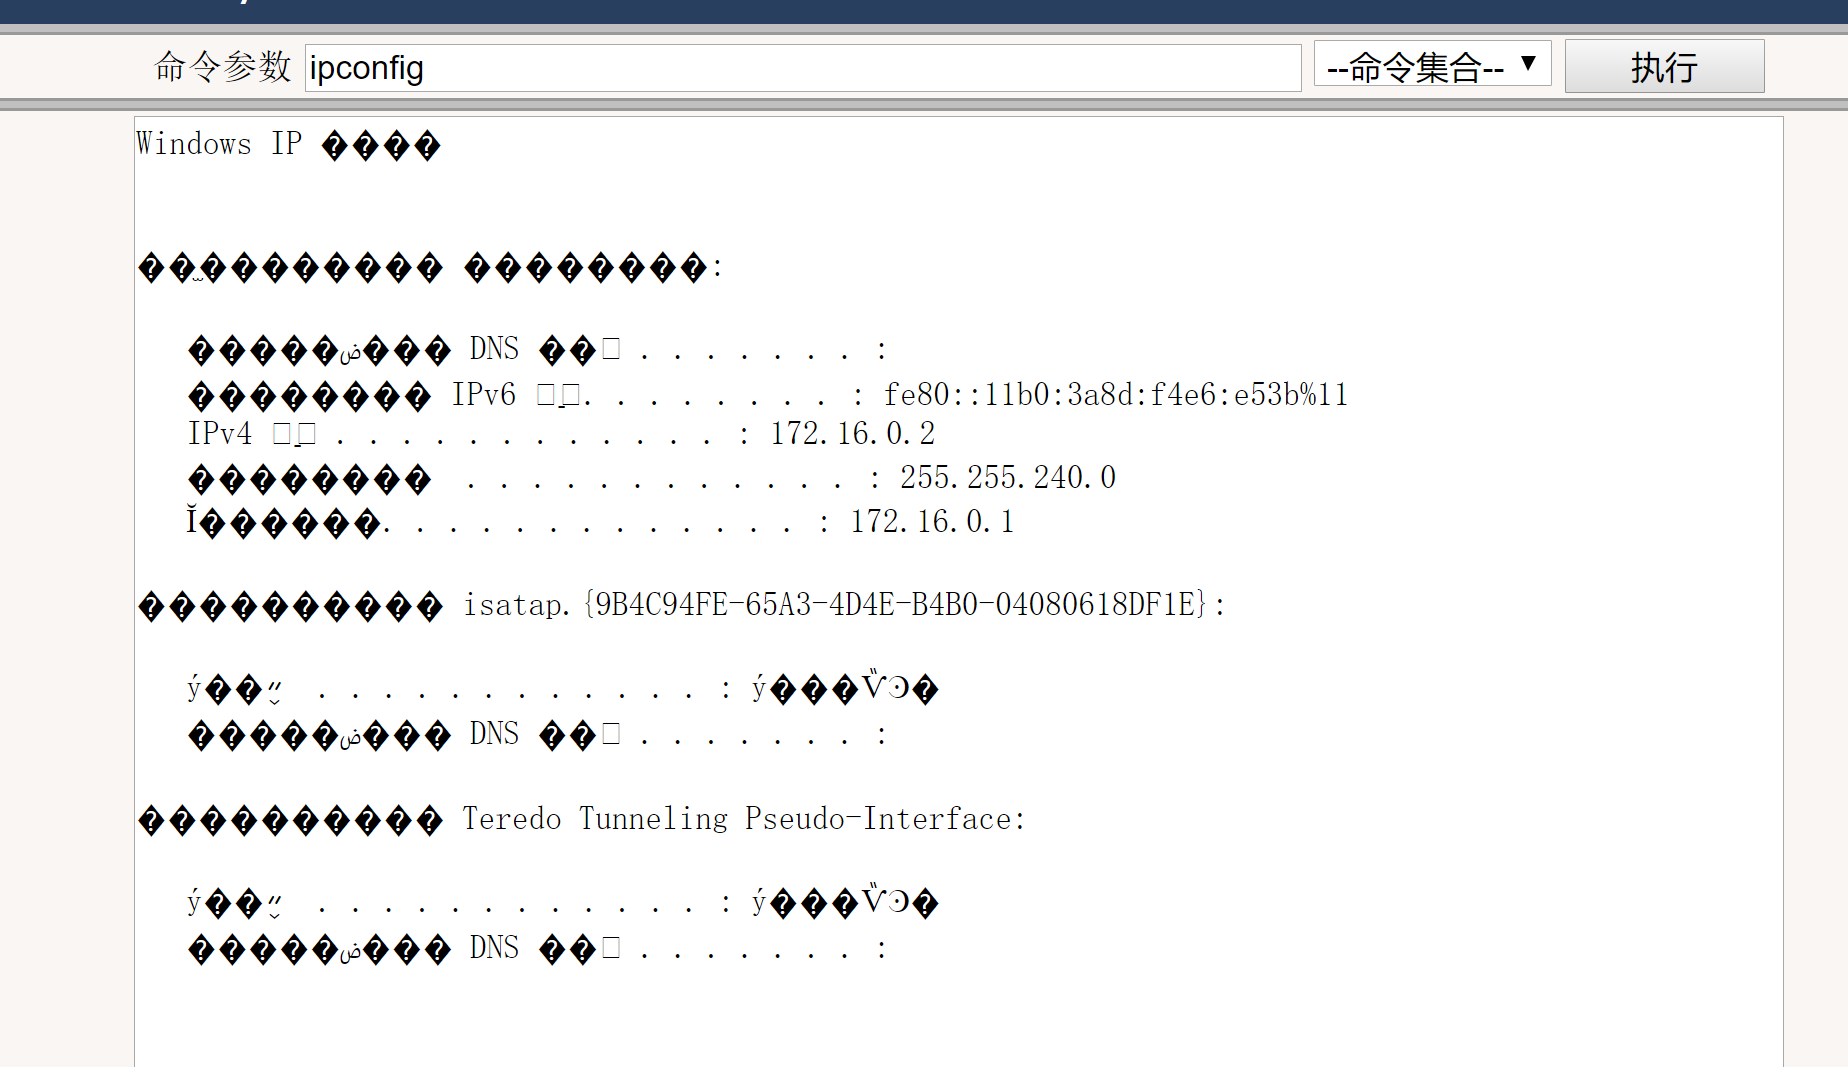 命令参数 ipconfig --命令集合-- ▼ 执行
Windows IP ����
����������� ��������:
�����ض��� DNS ��□ . . . . . . . :
�������� IPv6 □□. . . . . . . . : fe80::11b0:3a8d:f4e6:e53b%11
IPv4 □□ . . . . . . . . . . . . : 172.16.0.2
�������� . . . . . . . . . . . . : 255.255.240.0
Ĭ������. . . . . . . . . . . . . : 172.16.0.1
���������� isatap.{9B4C94FE-65A3-4D4E-B4B0-04080618DF1E}:
ý��״ . . . . . . . . . . . . : ý���ѶϿ�
�����ض��� DNS ��□ . . . . . . . :
���������� Teredo Tunneling Pseudo-Interface:
ý��״ . . . . . . . . . . . . : ý���ѶϿ�
�����ض��� DNS ��□ . . . . . . . :